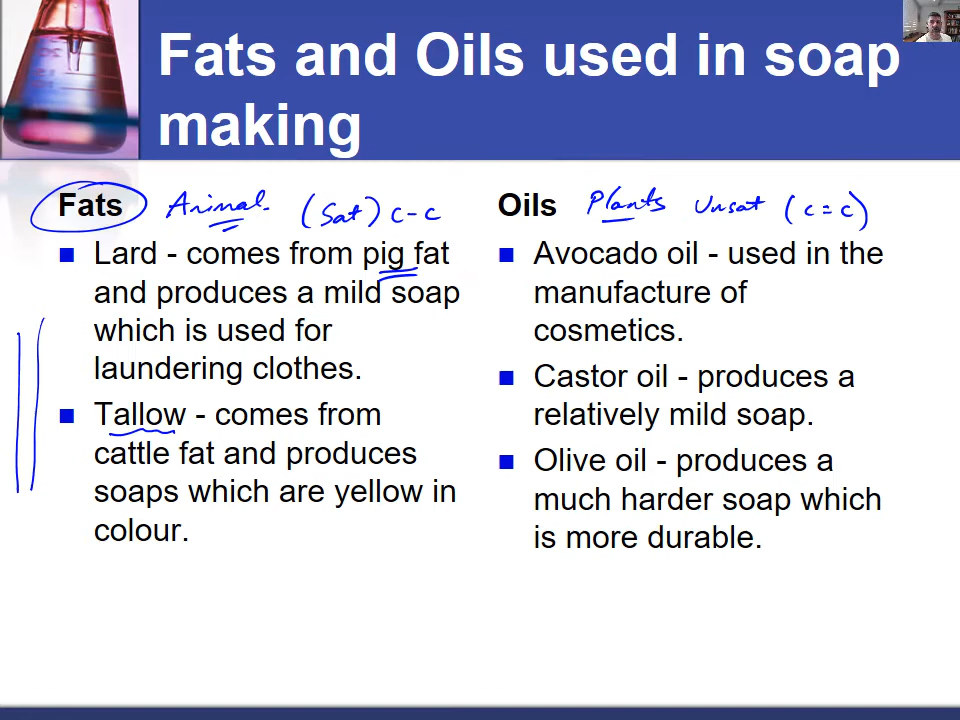 Fats and Oils used in soap
making
Fats Animal. (Sat) C-C
■ Lard - comes from pig fat
and produces a mild soap
which is used for
laundering clothes.
■ Tallow - comes from
cattle fat and produces
soaps which are yellow in
colour.
Oils Plants Unsat (C=C)
■ Avocado oil - used in the
manufacture of
cosmetics.
■ Castor oil - produces a
relatively mild soap.
■ Olive oil - produces a
much harder soap which
is more durable.